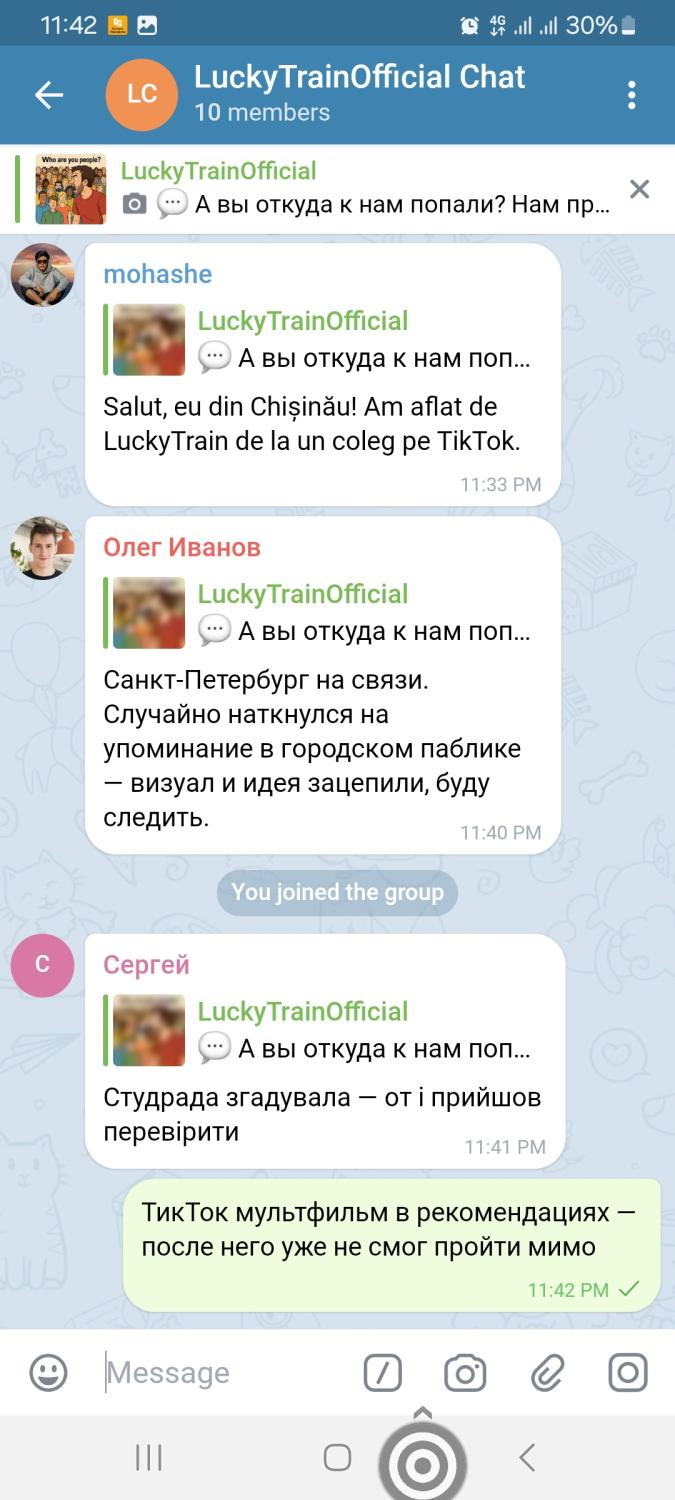 11:42
4G
30%
LC
LuckyTrainOfficial Chat
10 members
Who are you people?
LuckyTrainOfficial
А вы откуда к нам попали? Нам пр...
mohashe
LuckyTrainOfficial
А вы откуда к нам поп...
Salut, eu din Chișinău! Am aflat de
LuckyTrain de la un coleg pe TikTok.
11:33 PM
Олег Иванов
LuckyTrainOfficial
А вы откуда к нам поп...
Санкт-Петербург на связи.
Случайно наткнулся на
упоминание в городском паблике
— визуал и идея зацепили, буду
следить.
11:40 PM
You joined the group
С
Сергей
LuckyTrainOfficial
А вы откуда к нам поп...
Студрада згадувала — от і прийшов
перевірити
11:41 PM
ТикТок мультфильм в рекомендациях —
после него уже не смог пройти мимо
11:42 PM
Message